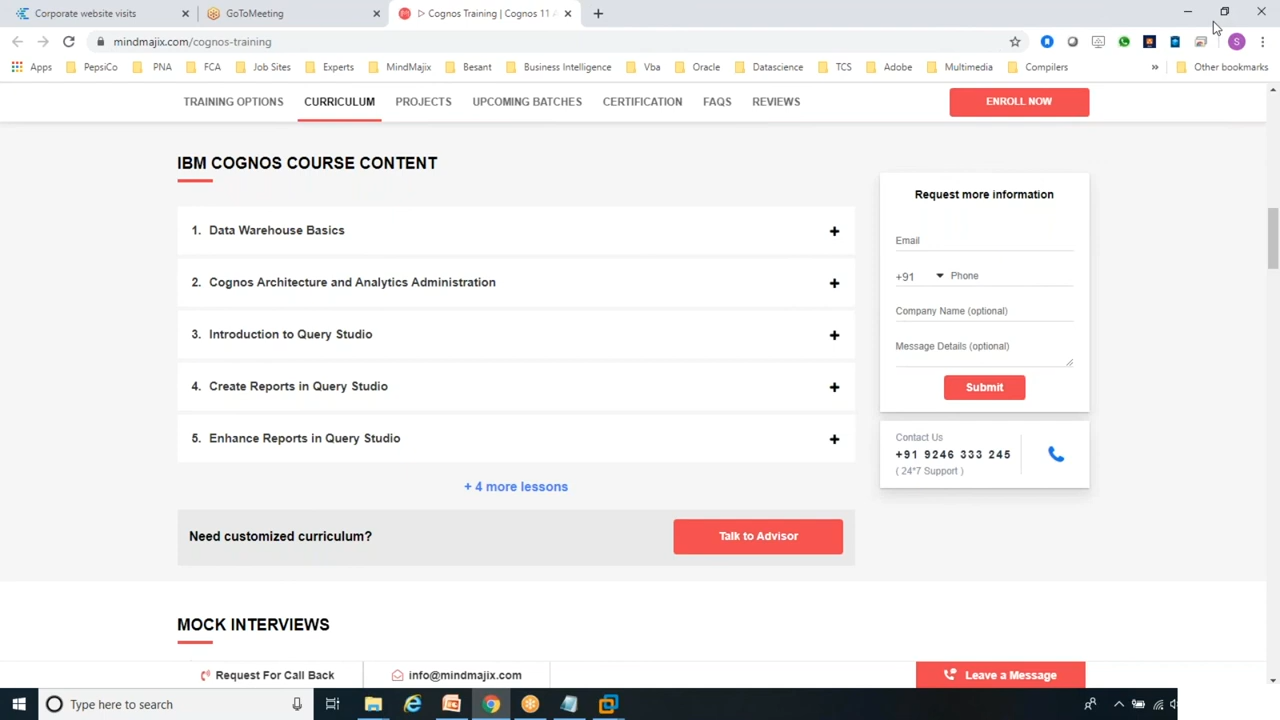 Corporate website visits
GoToMeeting
Cognos Training | Cognos 11 A
mindmajix.com/cognos-training
S
Apps
PepsiCo
PNA
FCA
Job Sites
Experts
MindMajix
Besant
Business Intelligence
Vba
Oracle
Datascience
TCS
Adobe
Multimedia
Compilers
»
Other bookmarks
TRAINING OPTIONS
CURRICULUM
PROJECTS
UPCOMING BATCHES
CERTIFICATION
FAQS
REVIEWS
ENROLL NOW
IBM COGNOS COURSE CONTENT
1. Data Warehouse Basics +
2. Cognos Architecture and Analytics Administration +
3. Introduction to Query Studio +
4. Create Reports in Query Studio +
5. Enhance Reports in Query Studio +
+ 4 more lessons
Need customized curriculum?
Talk to Advisor
Request more information
Email
+91 Phone
Company Name (optional)
Message Details (optional)
Submit
Contact Us
+91 9246 333 245
( 24*7 Support )
MOCK INTERVIEWS
Request For Call Back
info@mindmajix.com
Leave a Message
Type here to search